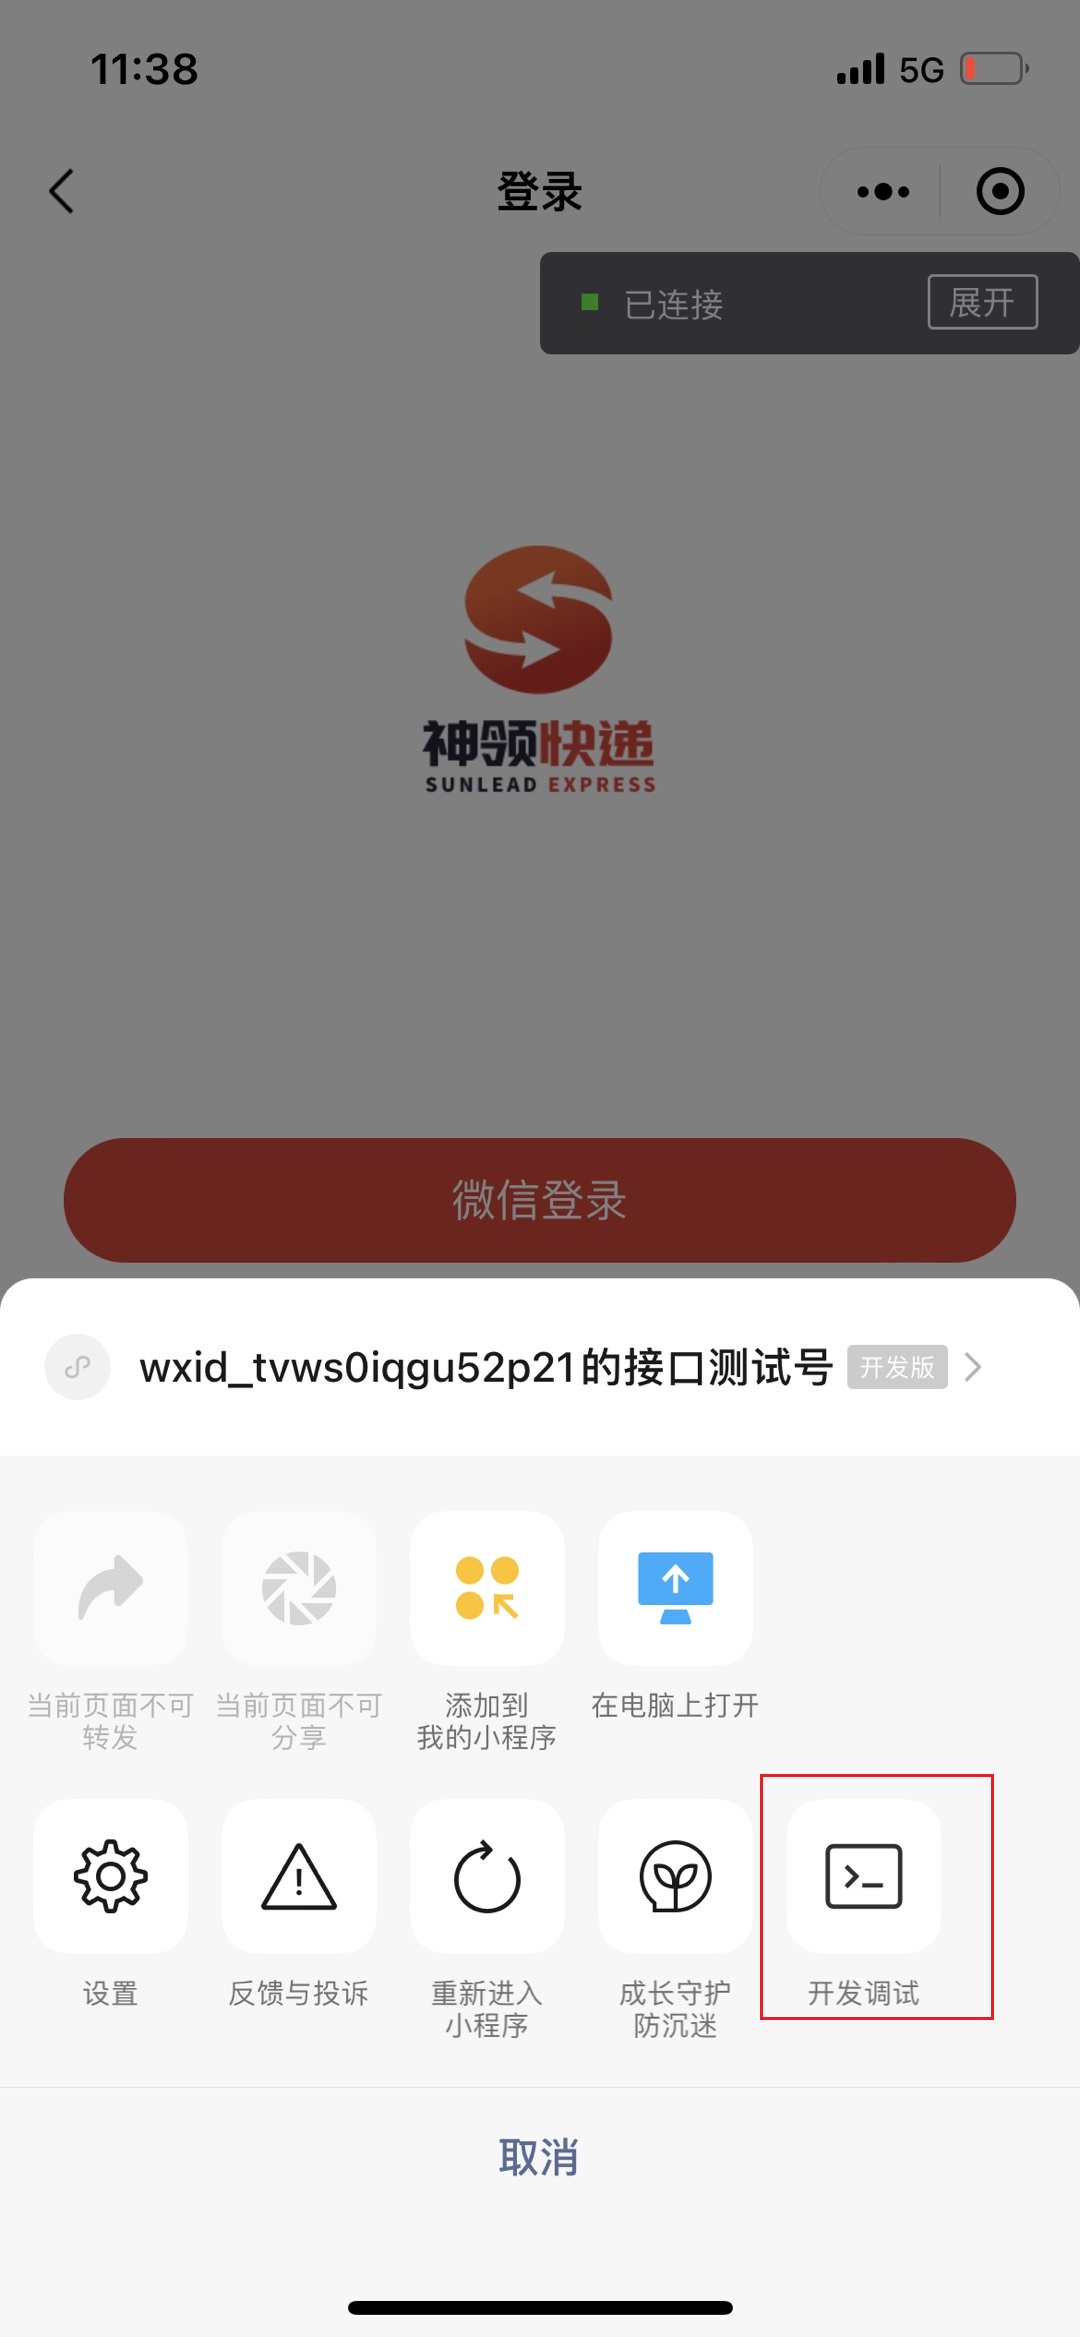 11:38
5G
登录
已连接
展开
神领快递
SUNLEAD EXPRESS
微信登录
wxid_tvws0iqgu52p21的接口测试号
开发版
当前页面不可
转发
当前页面不可
分享
添加到
我的小程序
在电脑上打开
设置
反馈与投诉
重新进入
小程序
成长守护
防沉迷
开发调试
取消